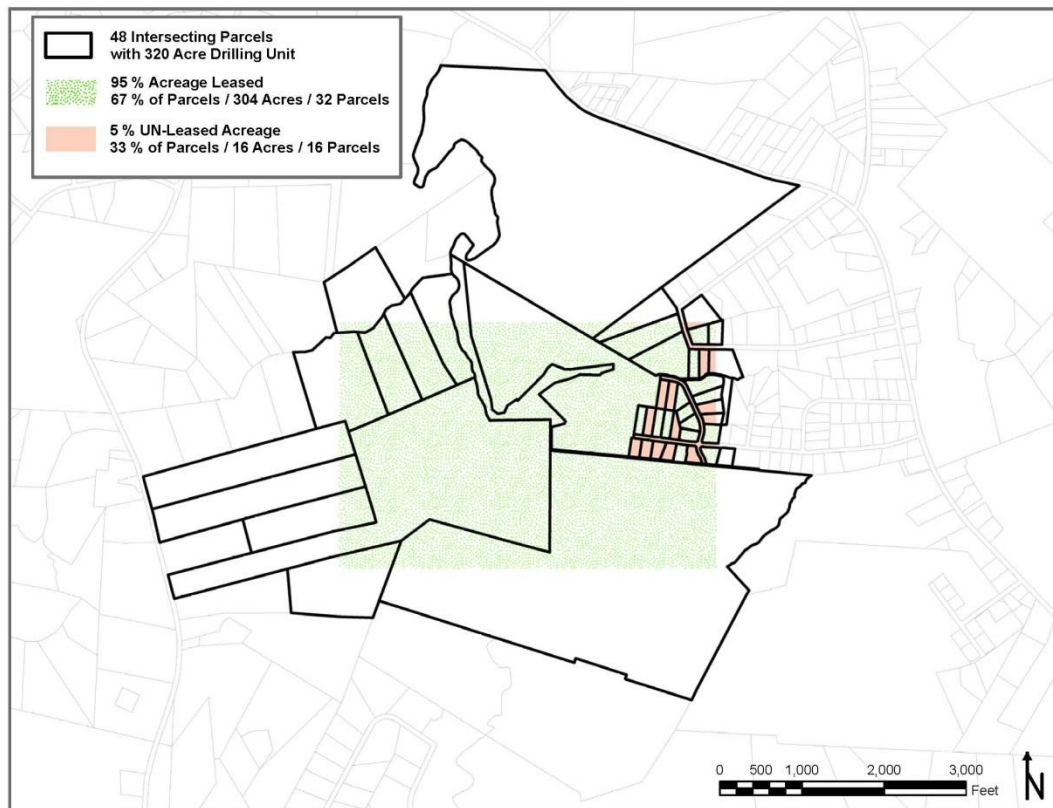 48 Intersecting Parcels
with 320 Acre Drilling Unit
95 % Acreage Leased
67 % of Parcels / 304 Acres / 32 Parcels
5 % UN-Leased Acreage
33 % of Parcels / 16 Acres / 16 Parcels
0 500 1,000 2,000 3,000
Feet
N